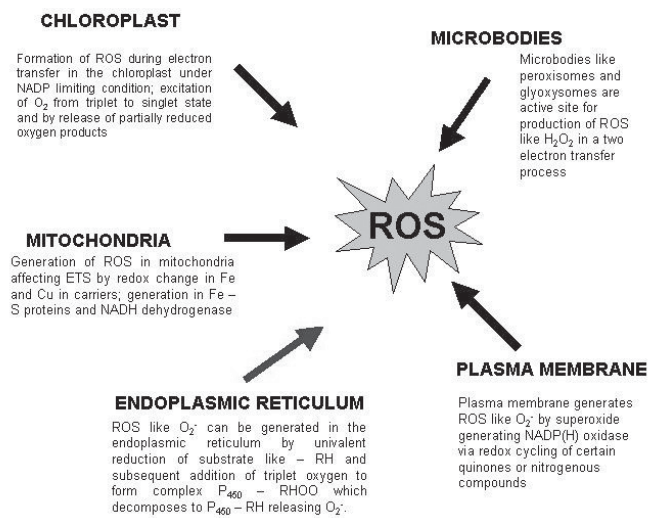 CHLOROPLAST
Formation of ROS during electron
transfer in the chloroplast under
NADP limiting condition; excitation
of O₂ from triplet to singlet state
and by release of partially reduced
oxygen products
MICROBODIES
Microbodies like
peroxisomes and
glyoxysomes are
active site for
production of ROS
like H₂O₂ in a two
electron transfer
process
ROS
MITOCHONDRIA
Generation of ROS in mitochondria
affecting ETS by redox change in Fe
and Cu in carriers; generation in Fe –
S proteins and NADH dehydrogenase
ENDOPLASMIC RETICULUM
ROS like O₂⁻ can be generated in the
endoplasmic reticulum by univalent
reduction of substrate like – RH and
subsequent addition of triplet oxygen to
form complex P₄₅₀ – RHOO which
decomposes to P₄₅₀ – RH releasing O₂⁻.
PLASMA MEMBRANE
Plasma membrane generates
ROS like O₂⁻ by superoxide
generating NADP(H) oxidase
via redox cycling of certain
quinones or nitrogenous
compounds